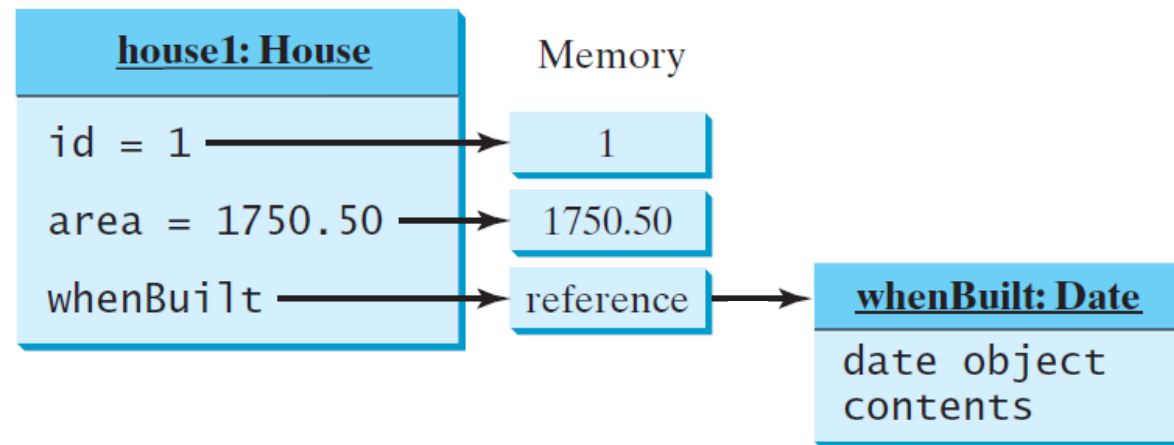 house1: House
Memory
id = 1
1
area = 1750.50
1750.50
whenBuilt
reference
whenBuilt: Date
date object
contents